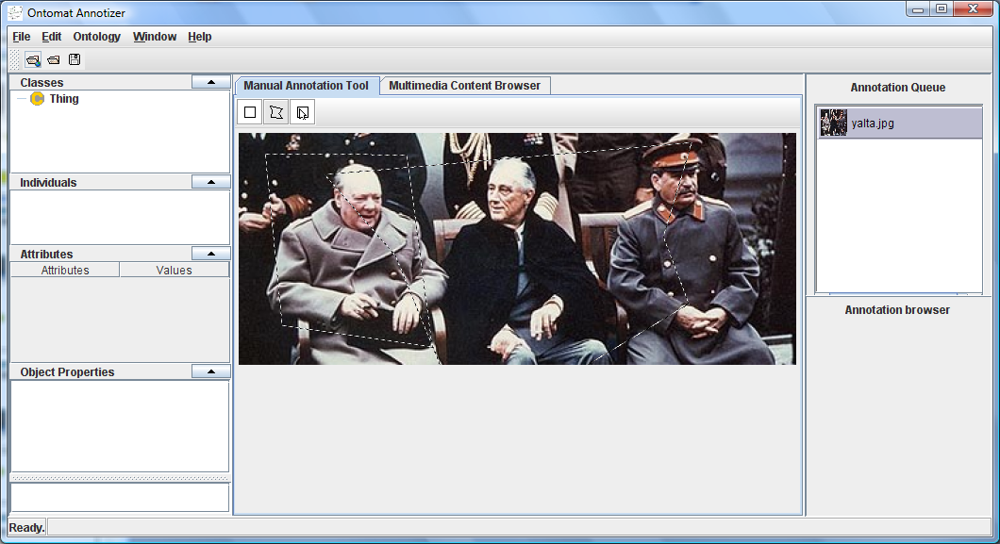 Ontomat Annotizer
File Edit Ontology Window Help
Classes
Thing
Individuals
Attributes
Attributes Values
Object Properties
Ready.
Manual Annotation Tool Multimedia Content Browser
Annotation Queue
yalta.jpg
Annotation browser